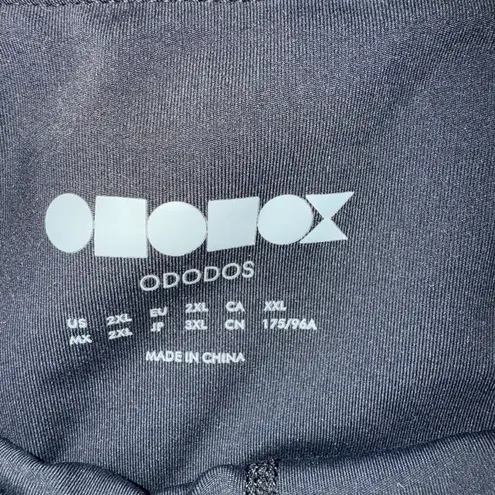 ODODOS
US 2XL EU 2XL CA XXL
MX 2XL JP 3XL CN 175/96A
MADE IN CHINA